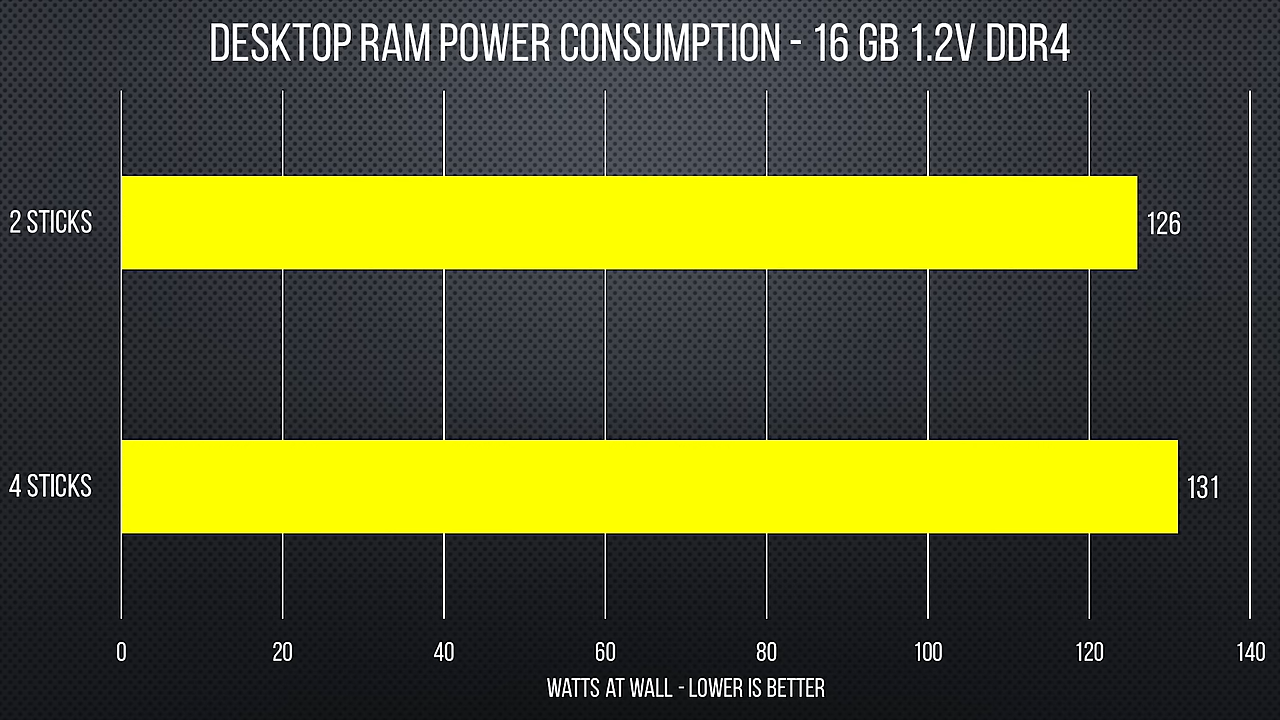 DESKTOP RAM POWER CONSUMPTION - 16 GB 1.2V DDR4
2 STICKS
126
4 STICKS
131
0 20 40 60 80 100 120 140
WATTS AT WALL - LOWER IS BETTER